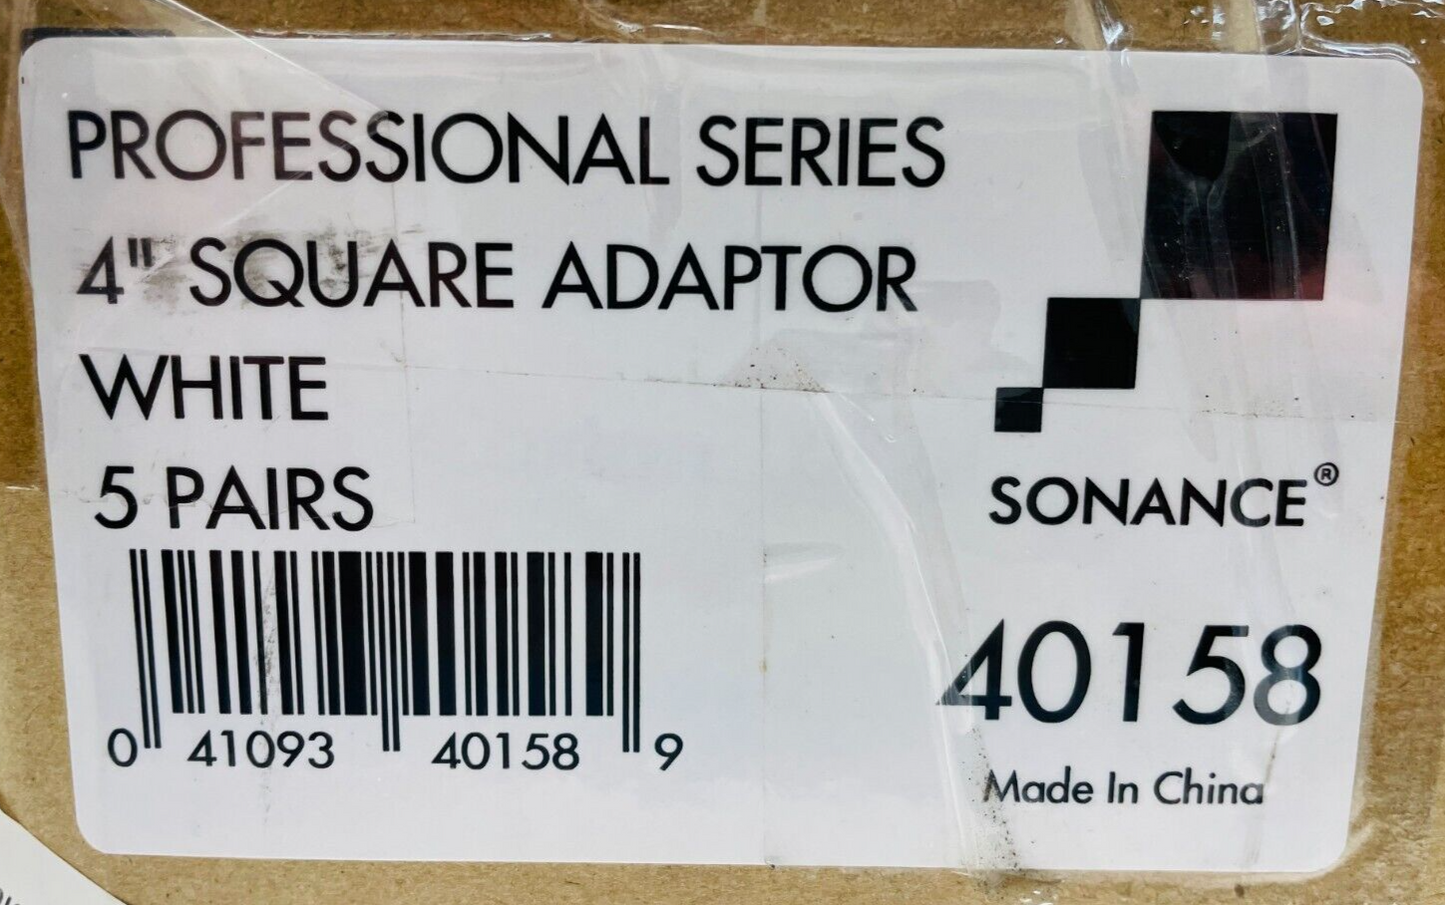 PROFESSIONAL SERIES
4" SQUARE ADAPTOR
WHITE
5 PAIRS
0 41093 40158 9
SONANCE®
40158
Made In China